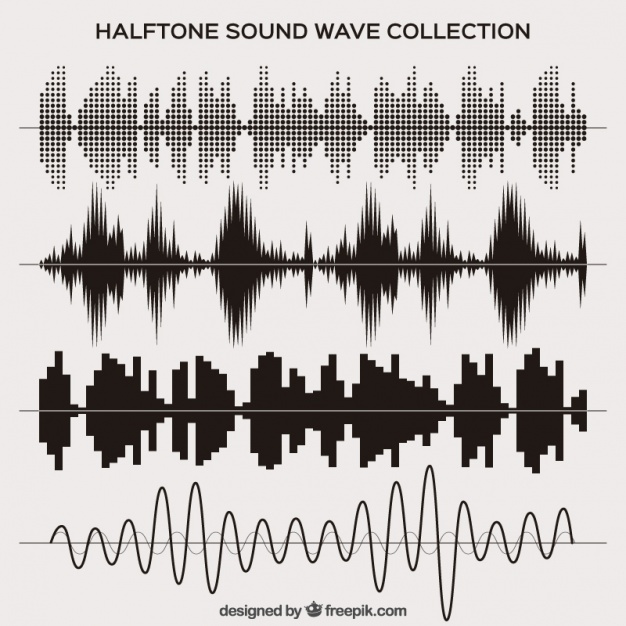 HALFTONE SOUND WAVE COLLECTION
designed by freepik.com